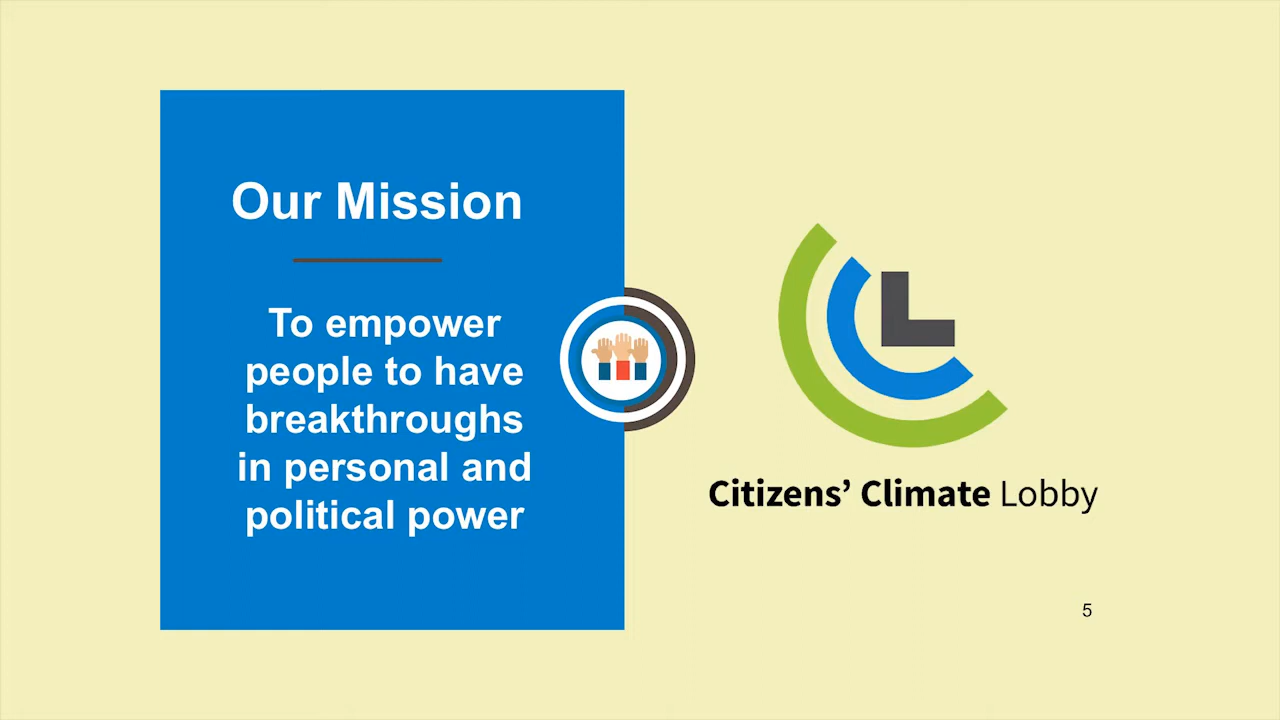 Our Mission
To empower
people to have
breakthroughs
in personal and
political power
Citizens’ Climate Lobby
5